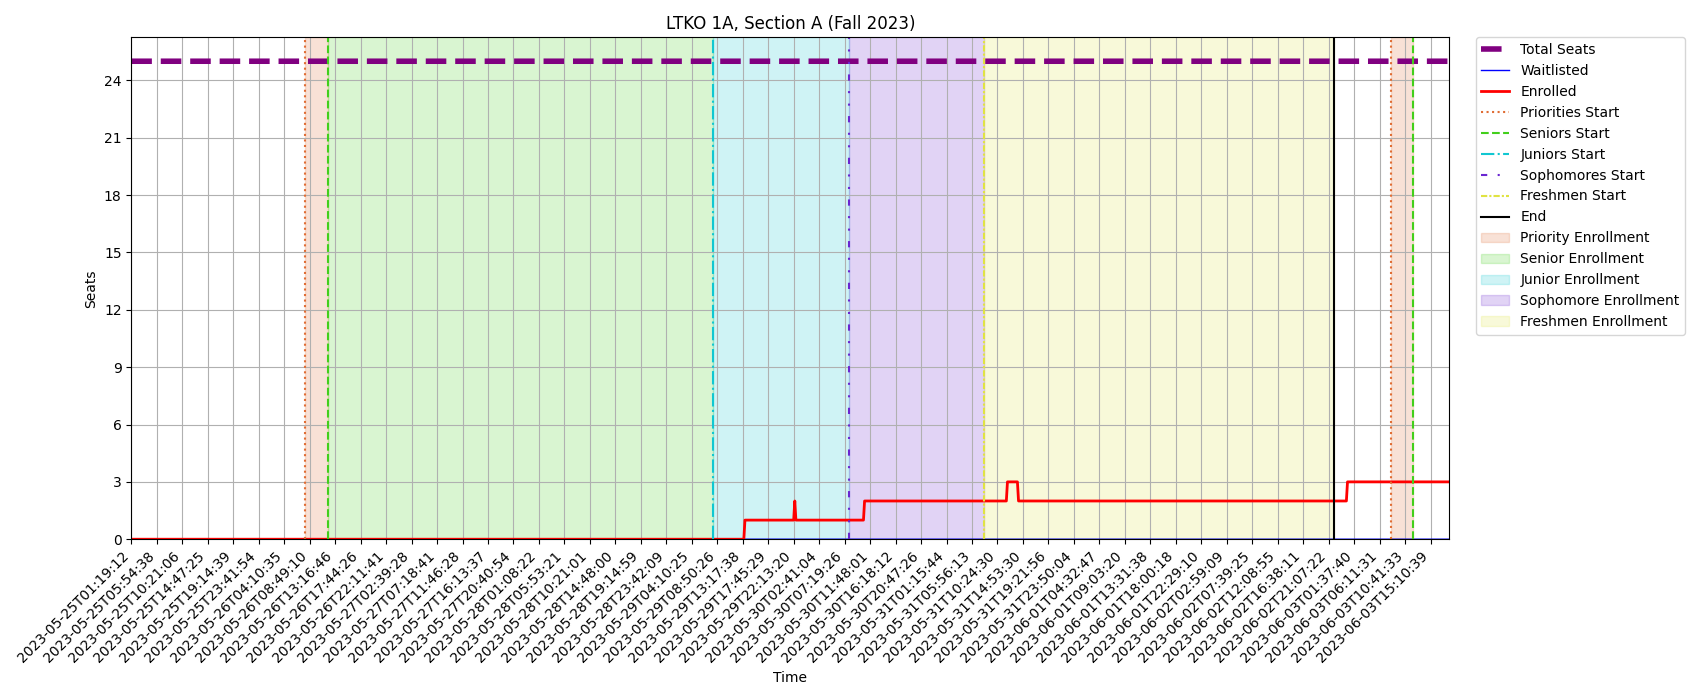 LTKO 1A, Section A (Fall 2023)
Seats
24
21
18
15
12
9
6
3
0
2023-05-25T01:19:12
2023-05-25T05:54:38
2023-05-25T10:21:06
2023-05-25T14:47:25
2023-05-25T19:14:39
2023-05-25T23:41:54
2023-05-26T04:10:35
2023-05-26T08:49:10
2023-05-26T13:16:46
2023-05-26T17:44:26
2023-05-26T22:11:41
2023-05-27T02:39:28
2023-05-27T07:18:41
2023-05-27T11:46:28
2023-05-27T16:13:37
2023-05-27T20:40:54
2023-05-28T01:08:22
2023-05-28T05:53:21
2023-05-28T10:21:01
2023-05-28T14:48:00
2023-05-28T19:14:59
2023-05-28T23:42:09
2023-05-29T04:10:25
2023-05-29T08:50:26
2023-05-29T13:17:38
2023-05-29T17:45:29
2023-05-29T22:13:20
2023-05-30T02:41:04
2023-05-30T07:19:26
2023-05-30T11:48:01
2023-05-30T16:18:12
2023-05-30T20:47:26
2023-05-31T01:15:44
2023-05-31T05:56:13
2023-05-31T10:24:30
2023-05-31T14:53:30
2023-05-31T19:21:56
2023-05-31T23:50:04
2023-06-01T04:32:47
2023-06-01T09:03:20
2023-06-01T13:31:38
2023-06-01T18:00:18
2023-06-01T22:29:10
2023-06-02T02:59:09
2023-06-02T07:39:25
2023-06-02T12:08:55
2023-06-02T16:38:11
2023-06-02T21:07:22
2023-06-03T01:37:40
2023-06-03T06:11:31
2023-06-03T10:41:33
2023-06-03T15:10:39
Time
Total Seats
Waitlisted
Enrolled
Priorities Start
Seniors Start
Juniors Start
Sophomores Start
Freshmen Start
End
Priority Enrollment
Senior Enrollment
Junior Enrollment
Sophomore Enrollment
Freshmen Enrollment